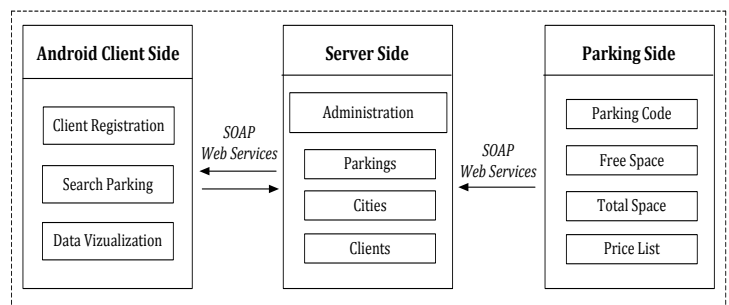 Android Client Side
Client Registration
Search Parking
Data Vizualization
SOAP
Web Services
Server Side
Administration
Parkings
Cities
Clients
SOAP
Web Services
Parking Side
Parking Code
Free Space
Total Space
Price List